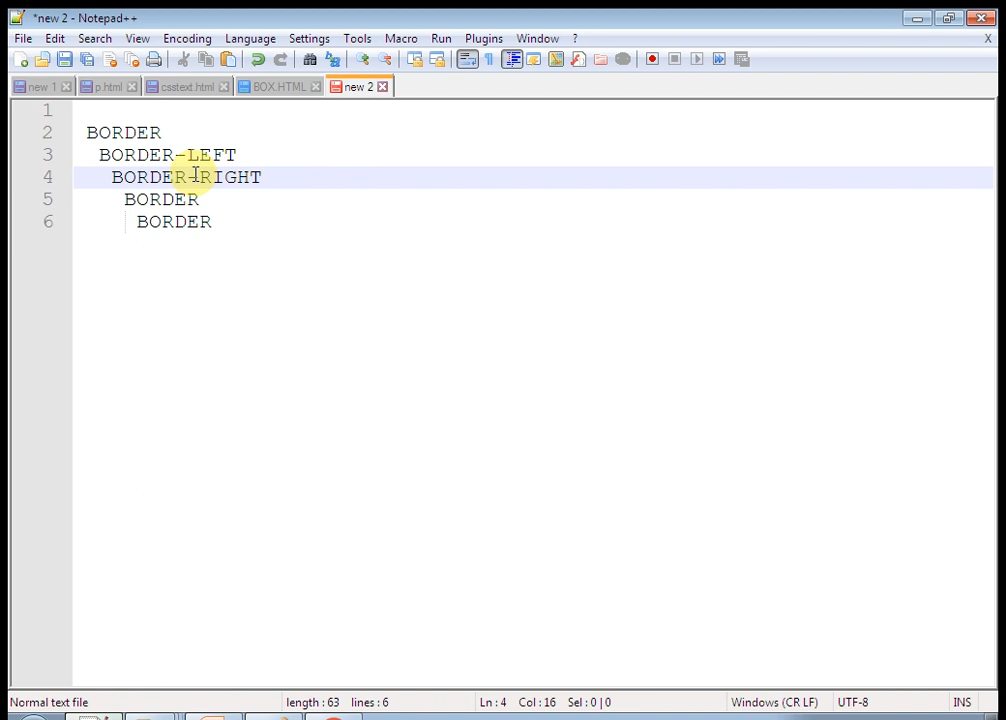 *new 2 - Notepad++
File Edit Search View Encoding Language Settings Tools Macro Run Plugins Window ? X
new 1 p.html csstext.html BOX.HTML new 2
1
2 BORDER
3 BORDER-LEFT
4 BORDER-RIGHT
5 BORDER
6 BORDER
Normal text file length : 63 lines : 6 Ln : 4 Col : 16 Sel : 0 | 0 Windows (CR LF) UTF-8 INS